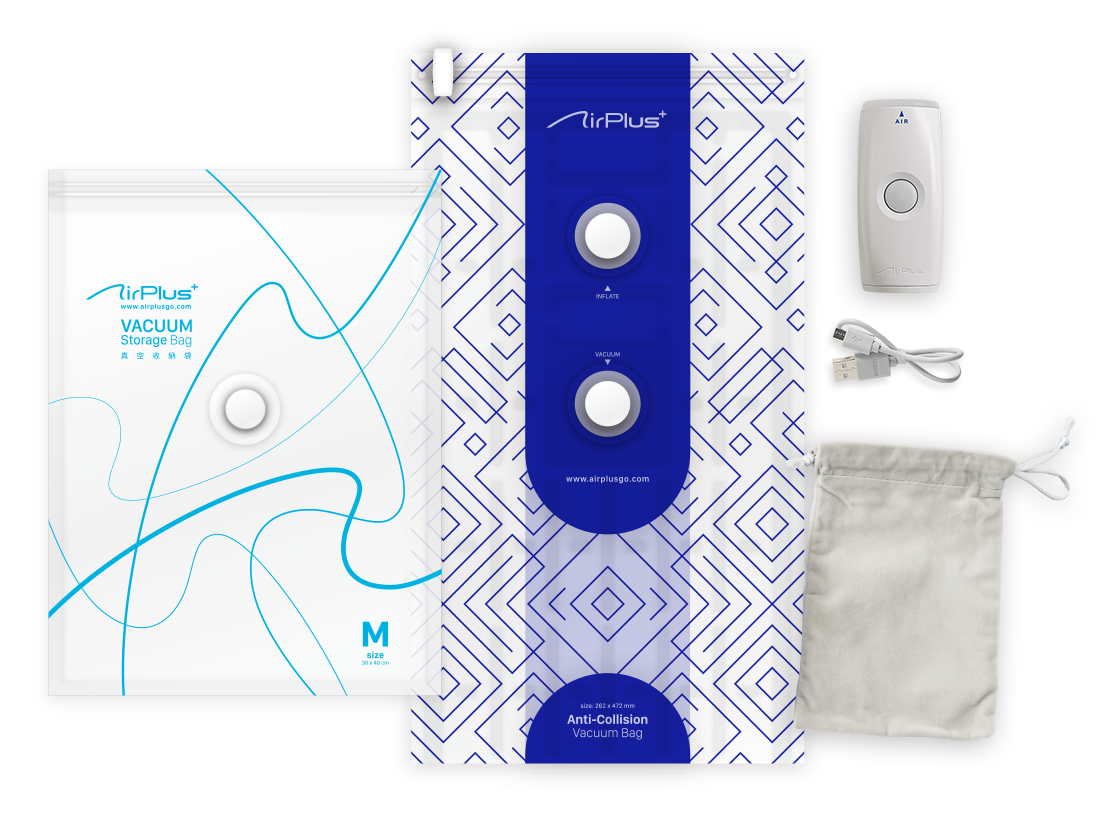 AirPlus+
www.airplusgo.com
VACUUM
Storage Bag
真空收納袋
M
size
30 x 40 cm
AirPlus+
INFLATE
VACUUM
www.airplusgo.com
size: 262 x 472 mm
Anti-Collision
Vacuum Bag
AIR
AirPlus+